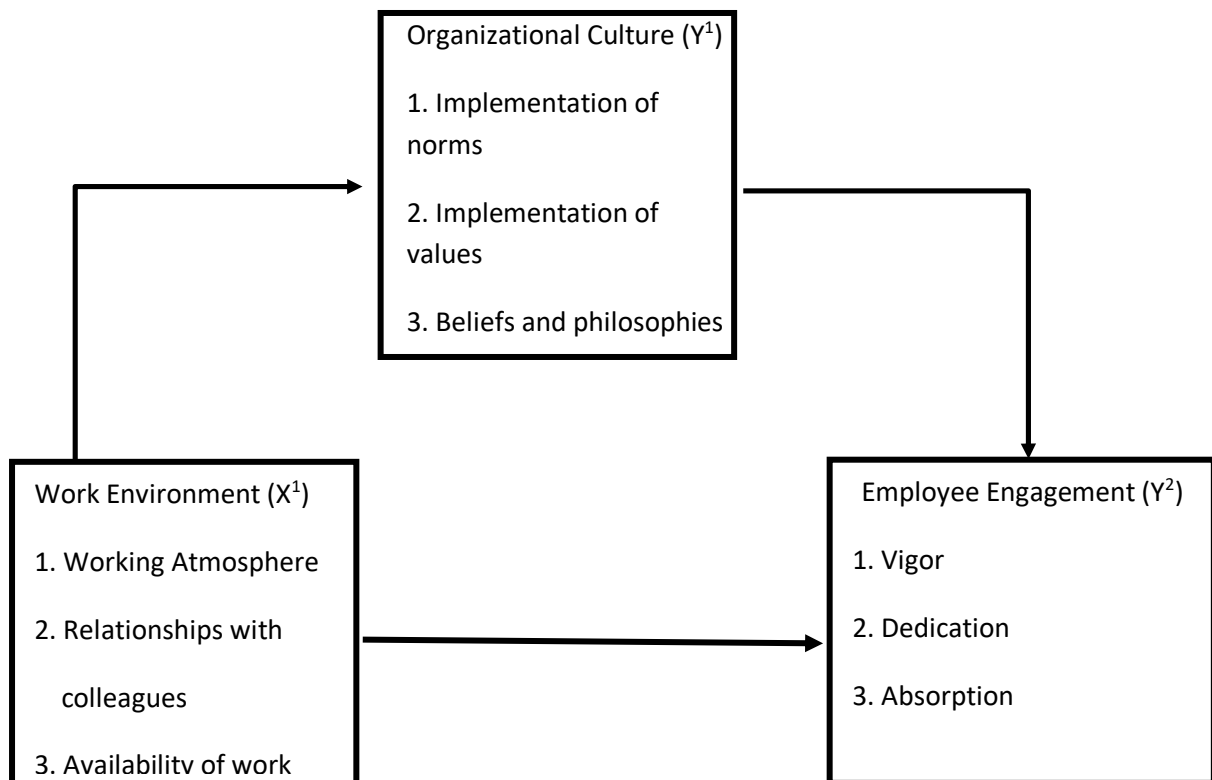 Organizational Culture (Y¹)
1. Implementation of
norms
2. Implementation of
values
3. Beliefs and philosophies
Work Environment (X¹)
1. Working Atmosphere
2. Relationships with
colleagues
3. Availability of work
Employee Engagement (Y²)
1. Vigor
2. Dedication
3. Absorption